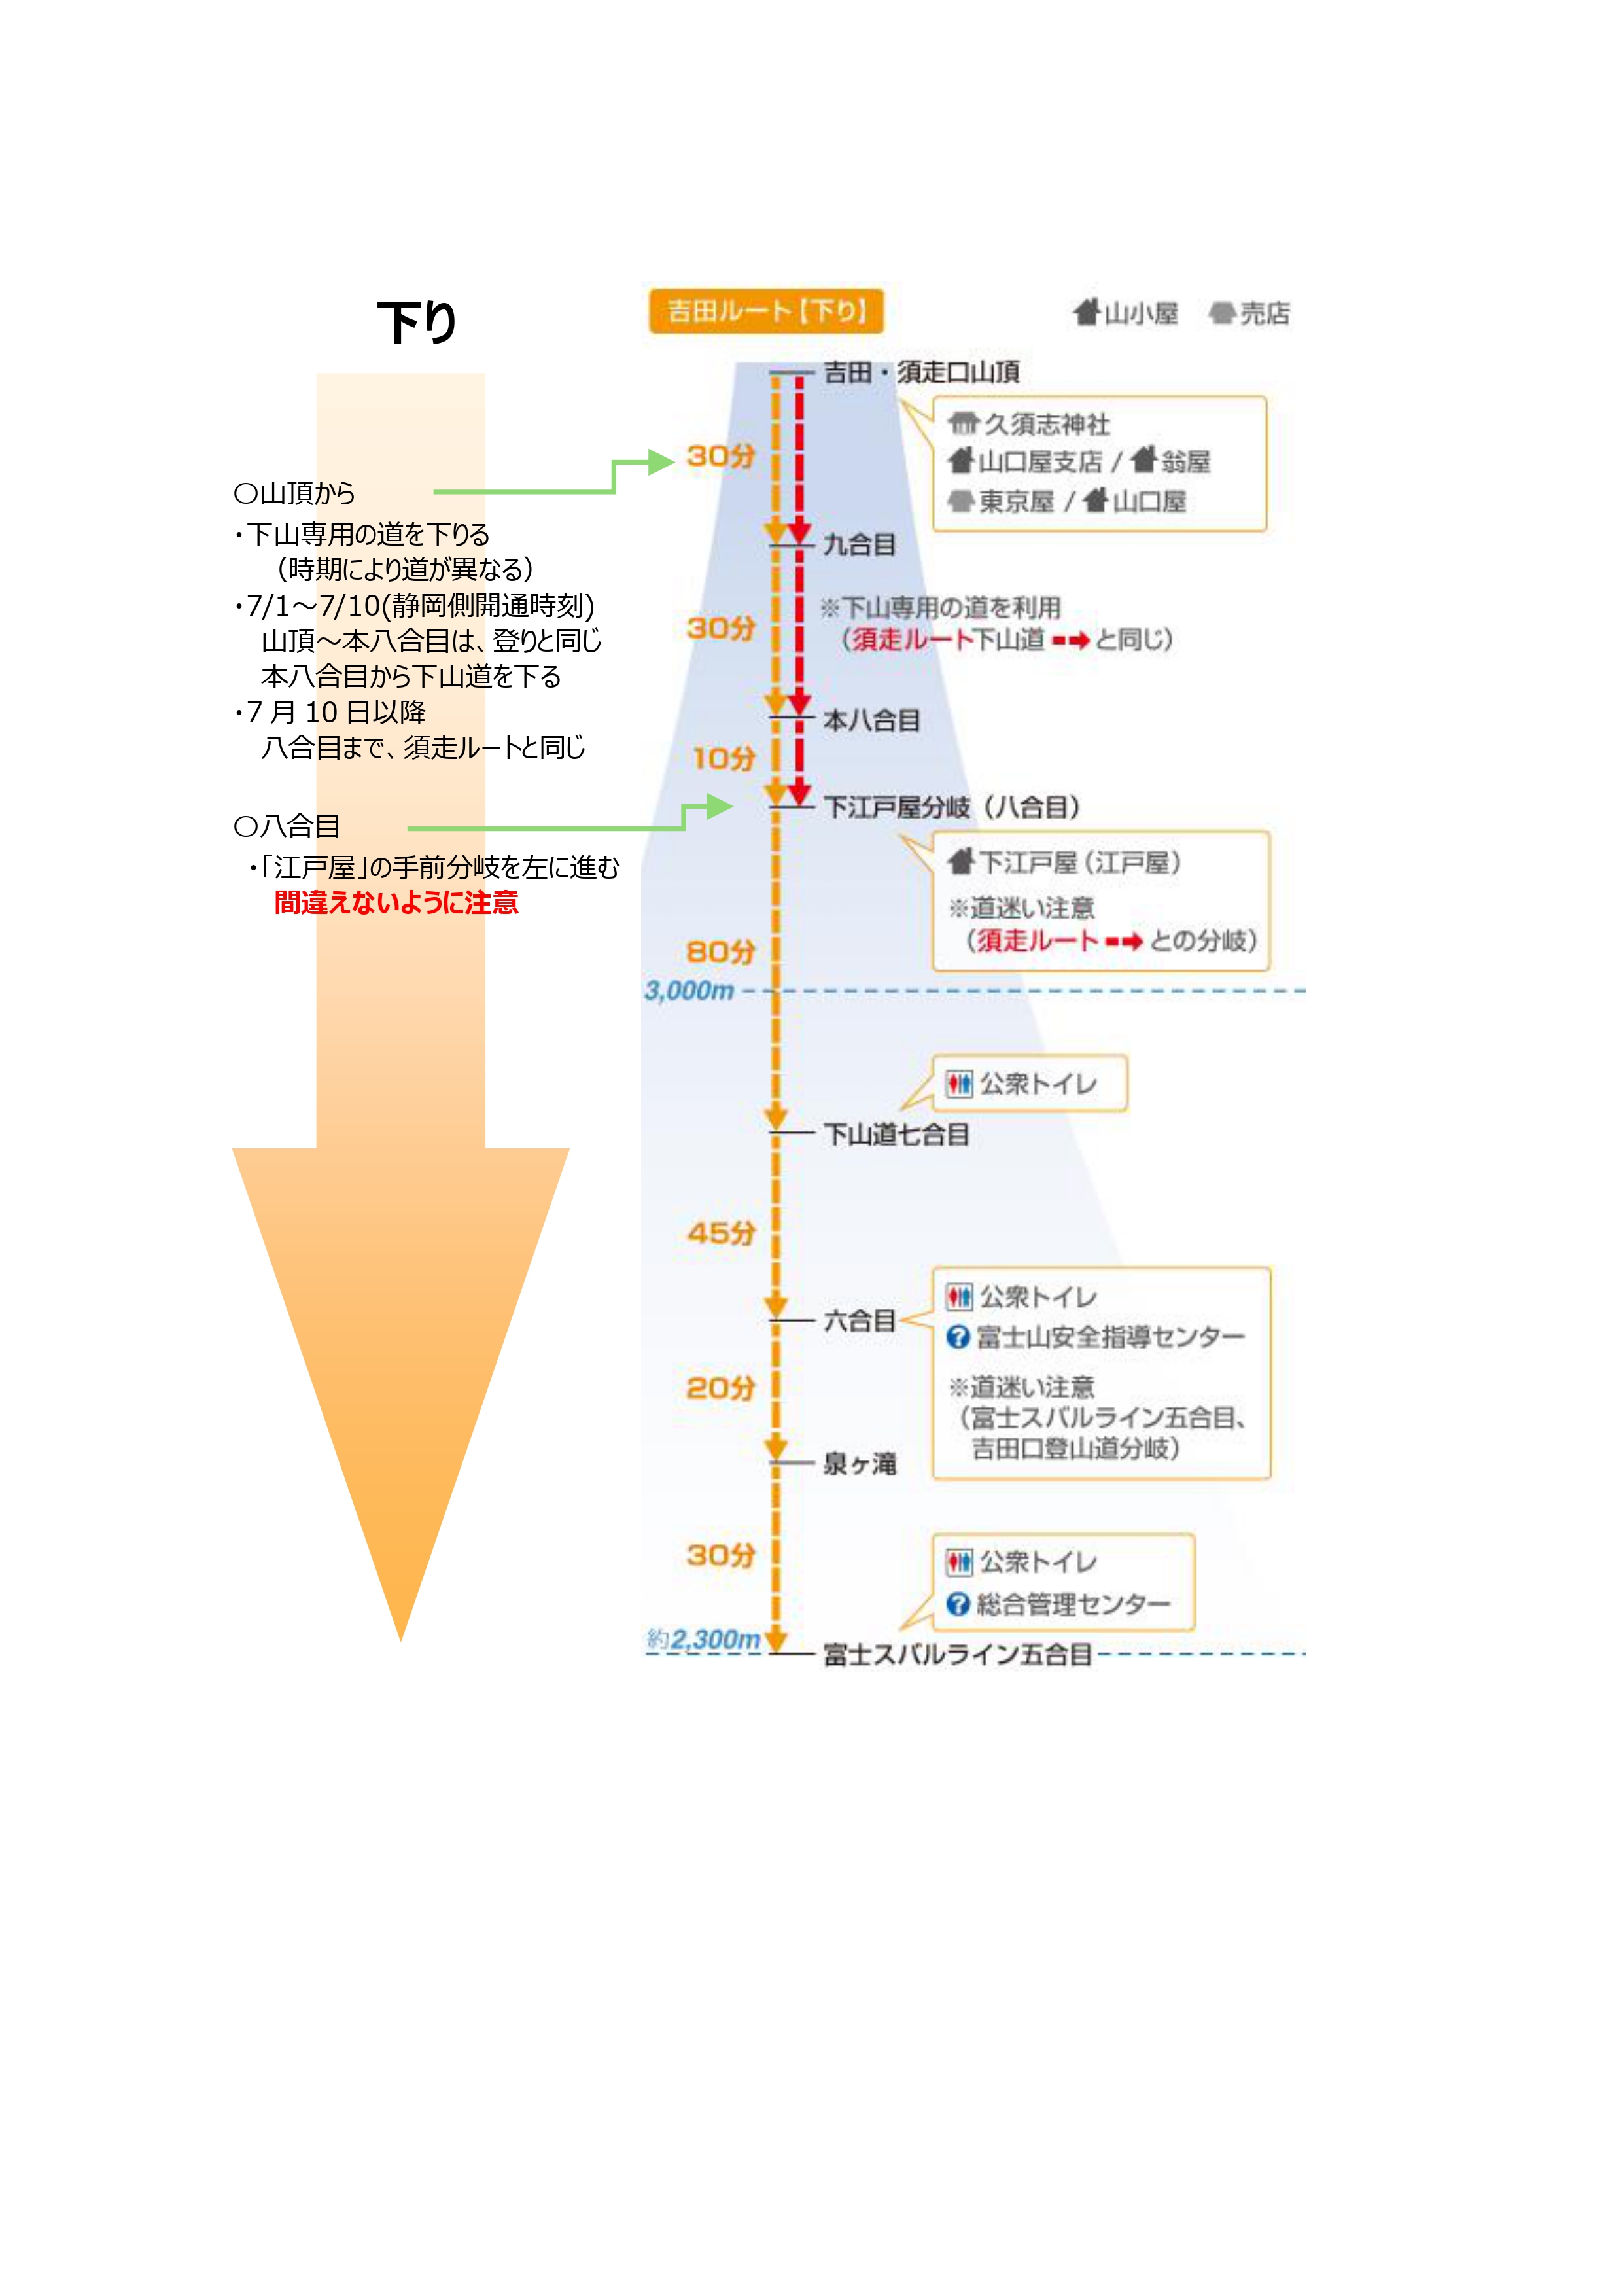 下り
〇山頂から
・下山専用の道を下りる
（時期により道が異なる）
・7/1～7/10(静岡側開通時刻)
山頂～本八合目は、登りと同じ
本八合目から下山道を下る
・7 月 10 日以降
八合目まで、須走ルートと同じ
〇八合目
・「江戸屋」の手前分岐を左に進む
間違えないように注意
吉田ルート【下り】
山小屋 売店
吉田・須走口山頂
久須志神社
山口屋支店 / 翁屋
東京屋 / 山口屋
30分
九合目
※下山専用の道を利用
（須走ルート下山道 と同じ）
30分
本八合目
10分
下江戸屋分岐（八合目）
下江戸屋（江戸屋）
※道迷い注意
（須走ルート との分岐）
80分
3,000m
公衆トイレ
下山道七合目
45分
公衆トイレ
六合目
富士山安全指導センター
※道迷い注意
（富士スバルライン五合目、
吉田口登山道分岐）
20分
泉ヶ滝
30分
公衆トイレ
総合管理センター
約2,300m
富士スバルライン五合目